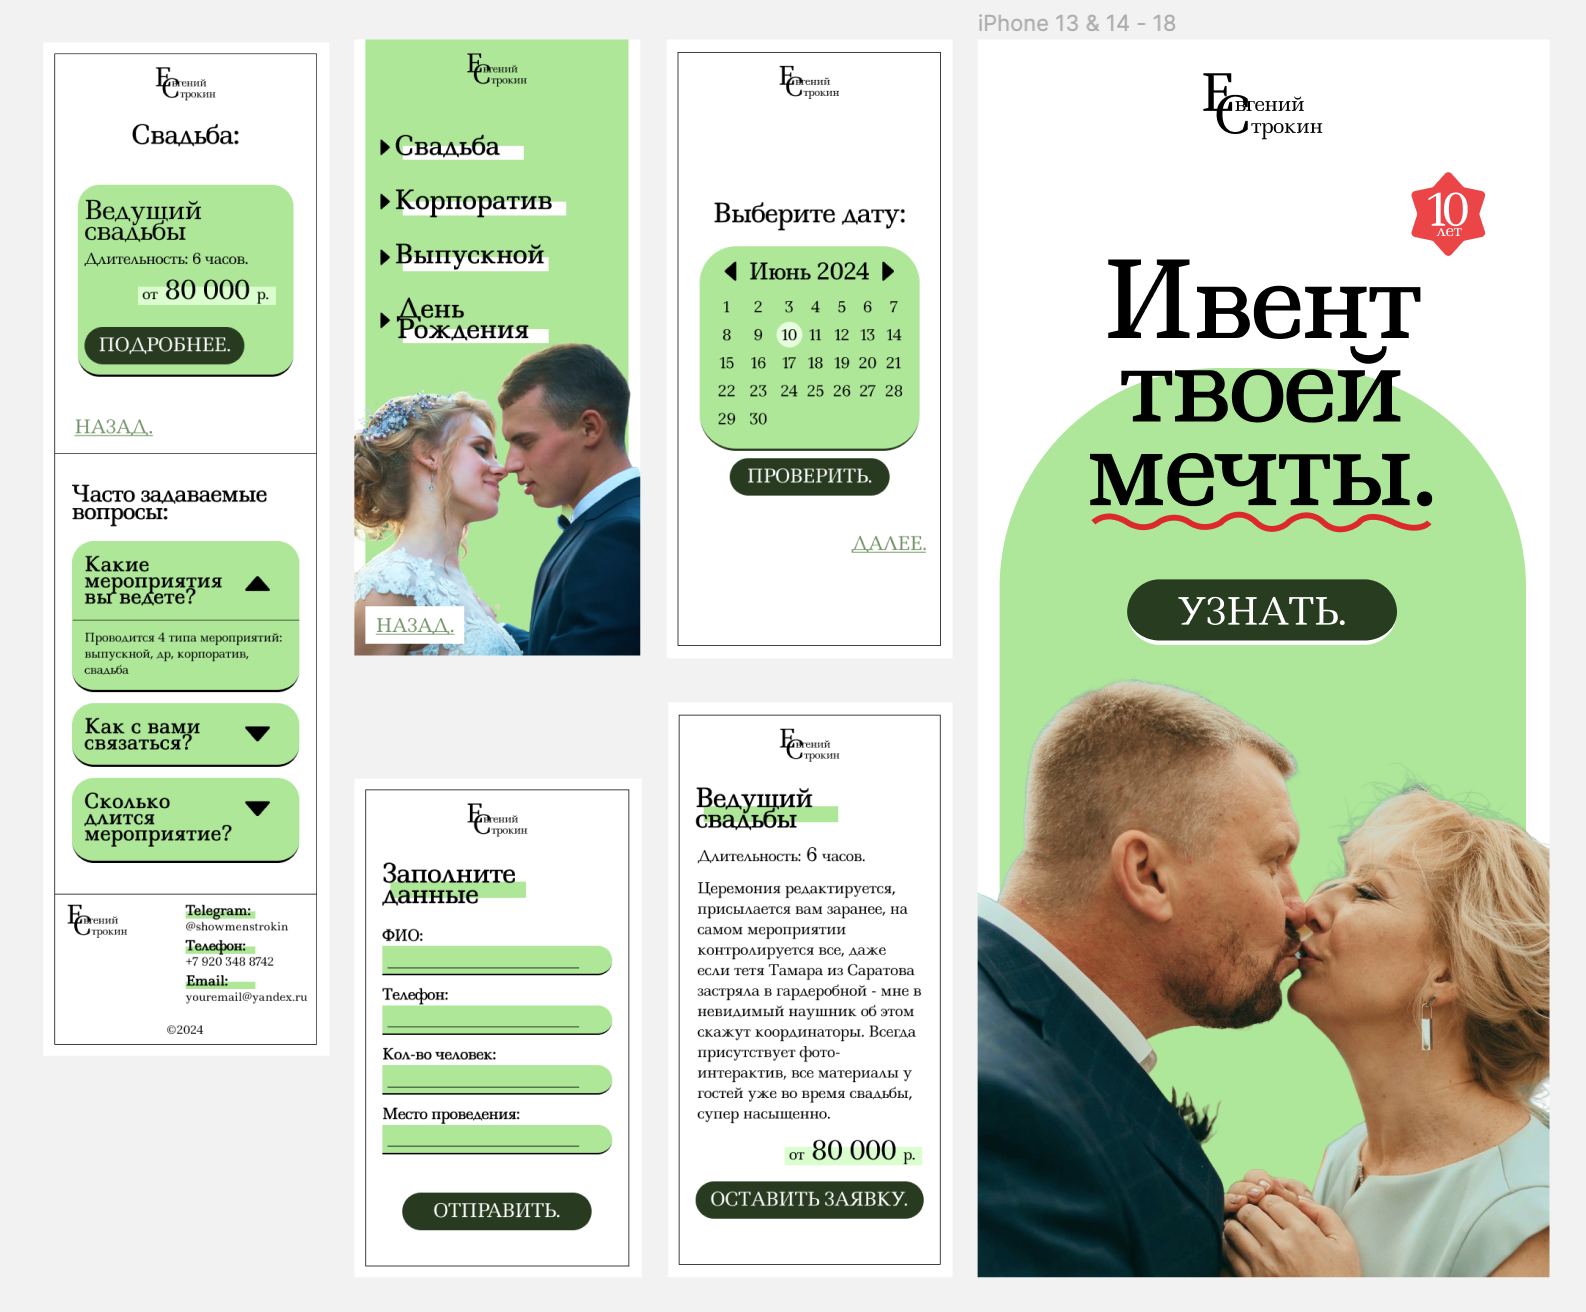 iPhone 13 & 14 - 18
Евгений
Строкин
Свадьба:
Ведущий
свадьбы
Длительность: 6 часов.
от 80 000 р.
ПОДРОБНЕЕ.
НАЗАД.
Часто задаваемые
вопросы:
Какие
мероприятия
вы ведете?
Проводится 4 типа мероприятий:
выпускной, др, корпоратив,
свадьба
Как с вами
связаться?
Сколько
длится
мероприятие?
Евгений
Строкин
Telegram:
@showmenstrokin
Телефон:
+7 920 348 8742
Email:
youremail@yandex.ru
©2024
Евгений
Строкин
Свадьба
Корпоратив
Выпускной
День
Рождения
НАЗАД.
Евгений
Строкин
Заполните
данные
ФИО:
Телефон:
Кол-во человек:
Место проведения:
ОТПРАВИТЬ.
Евгений
Строкин
Выберите дату:
Июнь 2024
1 2 3 4 5 6 7
8 9 10 11 12 13 14
15 16 17 18 19 20 21
22 23 24 25 26 27 28
29 30
ПРОВЕРИТЬ.
ДАЛЕЕ.
Евгений
Строкин
Ведущий
свадьбы
Длительность: 6 часов.
Церемония редактируется,
присылается вам заранее, на
самом мероприятии
контролируется все, даже
если тетя Тамара из Саратова
застряла в гардеробной - мне в
невидимый наушник об этом
скажут координаторы. Всегда
присутствует фото-
интерактив, все материалы у
гостей уже во время свадьбы,
супер насыщенно.
от 80 000 р.
ОСТАВИТЬ ЗАЯВКУ.
Евгений
Строкин
10
лет
Ивент
твоей
мечты.
УЗНАТЬ.